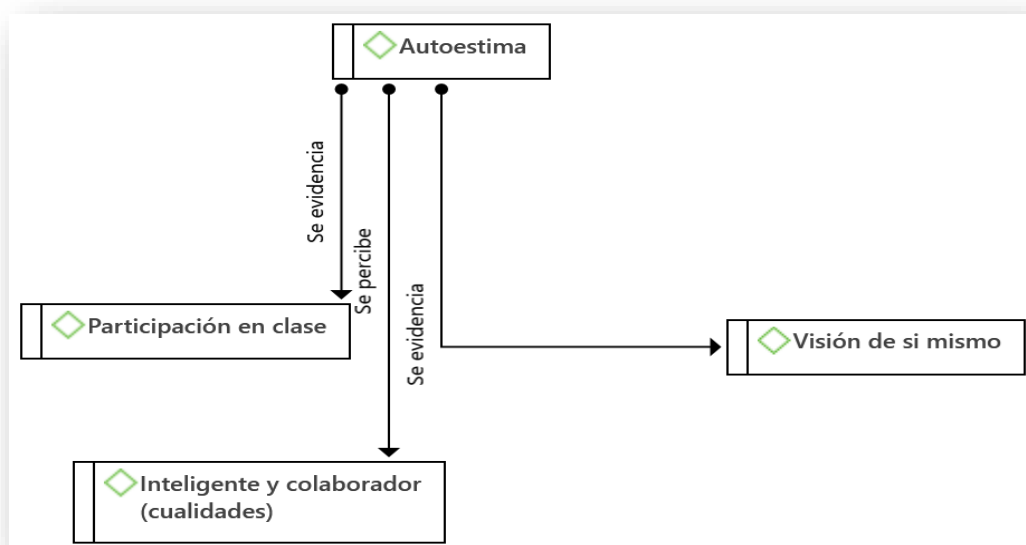 Autoestima
Se evidencia
Se percibe
Se evidencia
Participación en clase
Visión de si mismo
Inteligente y colaborador
(cualidades)